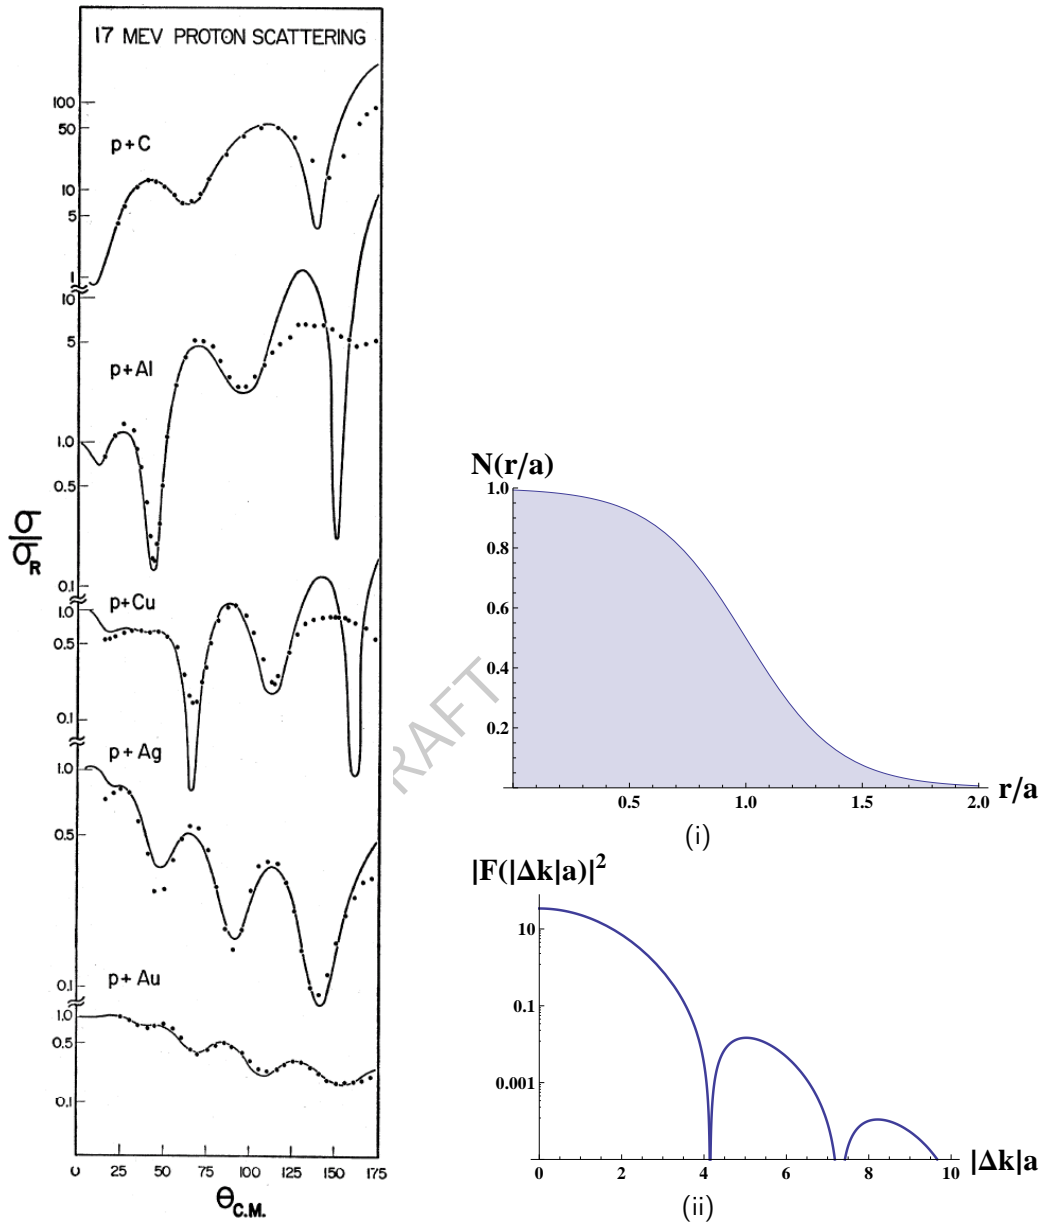 17 MEV PROTON SCATTERING
100
50
p+C
10
5
1
10
5
p+Al
1.0
0.5
σ/σR
0.1
p+Cu
1.0
0.5
0.1
p+Ag
1.0
0.5
0.1
p+Au
1.0
0.5
0.1
0 25 50 75 100 125 150 175
ΘC.M.
RAFT
N(r/a)
1.0
0.8
0.6
0.4
0.2
0.5 1.0 1.5 2.0 r/a
(i)
|F(|Δk|a)|²
10
0.1
0.001
0 2 4 6 8 10 |Δk|a
(ii)